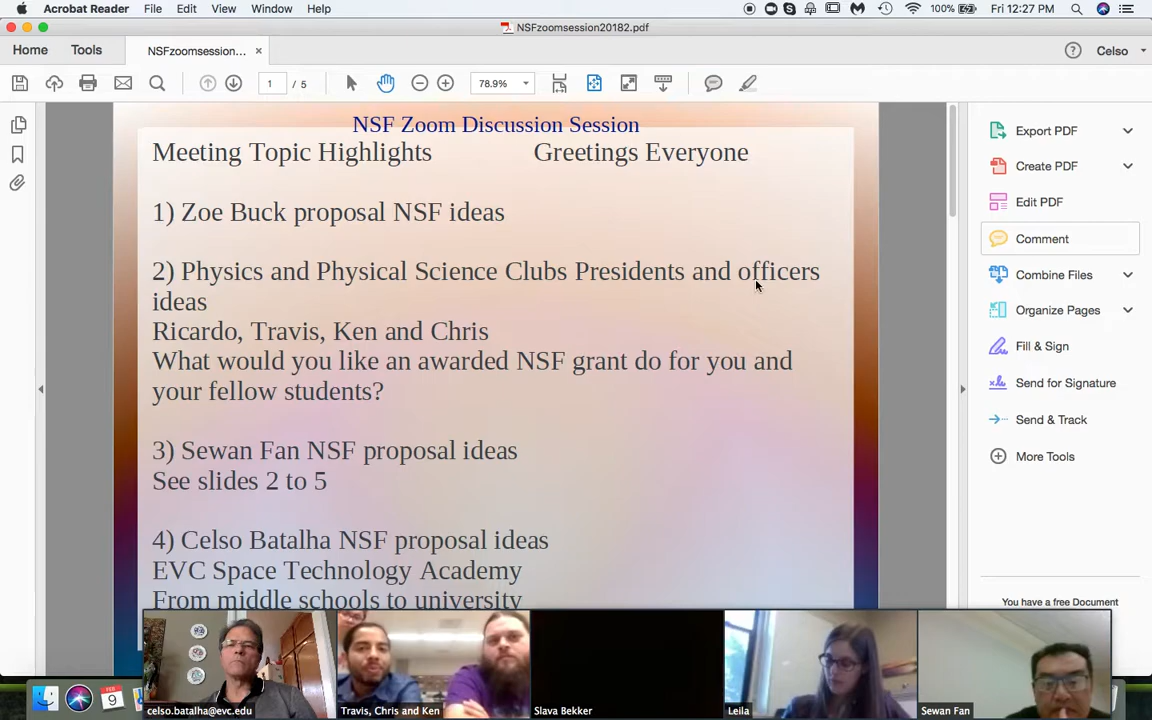 Acrobat Reader File Edit View Window Help 100% Fri 12:27 PM
NSFzoomsession20182.pdf
Home Tools NSFzoomsession... × Celso
1 / 5 78.9%
NSF Zoom Discussion Session
Meeting Topic Highlights Greetings Everyone
1) Zoe Buck proposal NSF ideas
2) Physics and Physical Science Clubs Presidents and officers
ideas
Ricardo, Travis, Ken and Chris
What would you like an awarded NSF grant do for you and
your fellow students?
3) Sewan Fan NSF proposal ideas
See slides 2 to 5
4) Celso Batalha NSF proposal ideas
EVC Space Technology Academy
From middle schools to university
Export PDF
Create PDF
Edit PDF
Comment
Combine Files
Organize Pages
Fill & Sign
Send for Signature
Send & Track
More Tools
You have a free Document
FEB
9
celso.batalha@evc.edu
Travis, Chris and Ken
Slava Bekker
Leila
Sewan Fan